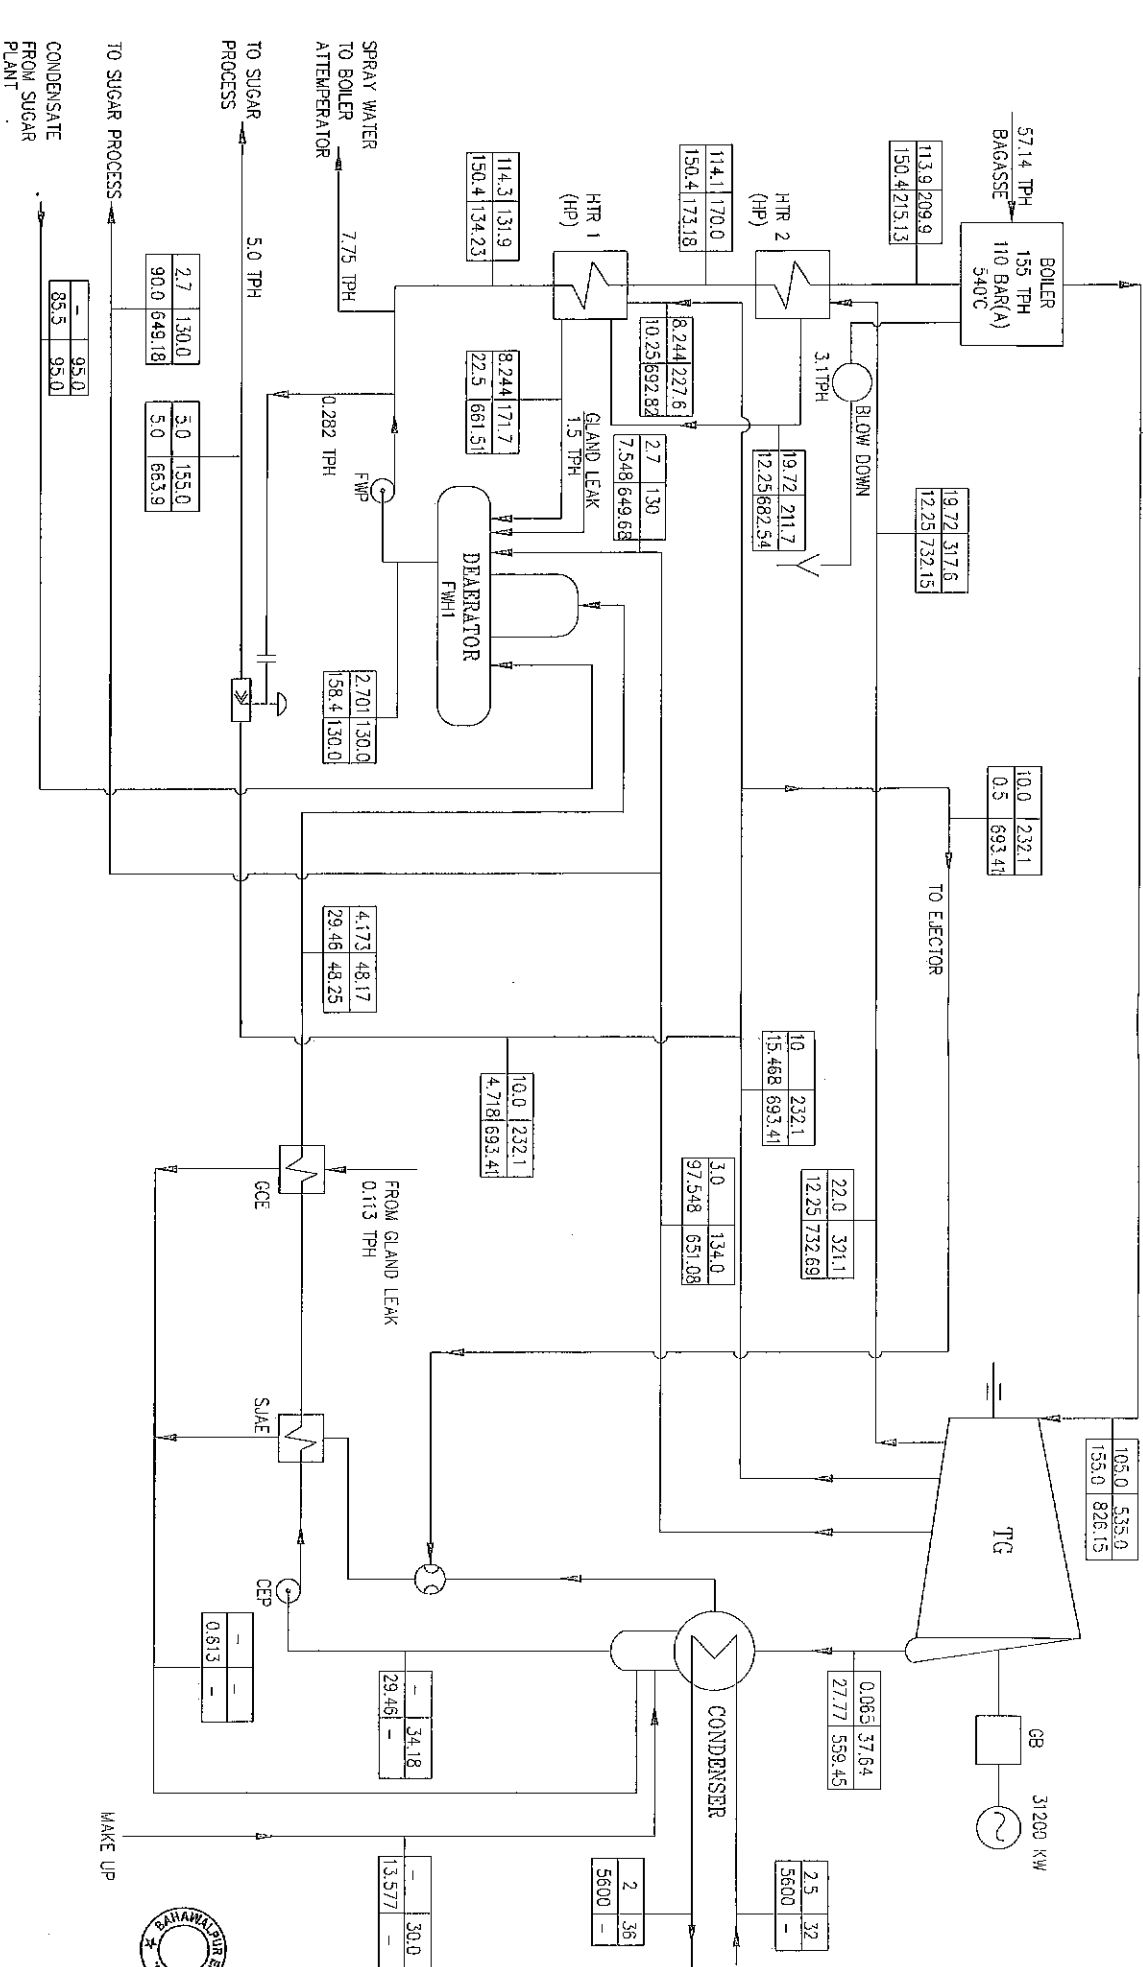 57.14 TPH
BAGASSE
BOILER
155 TPH
110 BAR(A)
540°C
113.9 209.9
150.4 215.13
HTR 2
(HP)
114.1 170.0
150.4 173.18
HTR 1
(HP)
114.3 131.9
150.4 134.23
SPRAY WATER
TO BOILER
ATTEMPERATOR
7.75 TPH
TO SUGAR
PROCESS
5.0 TPH
TO SUGAR PROCESS
CONDENSATE
FROM SUGAR
PLANT
2.7 130.0
90.0 649.18
- 95.0
85.5 95.0
5.0 155.0
5.0 663.9
0.282 TPH
FWP
8.244 171.7
22.5 661.51
8.244 227.6
10.25 692.82
GLAND LEAK
1.5 TPH
2.7 130
7.548 649.68
3.1TPH
BLOW DOWN
19.72 211.7
12.25 682.54
19.72 317.6
12.25 732.15
DEAERATOR
FWH1
2.701 130.0
158.4 130.0
10.0 232.1
0.5 693.41
TO EJECTOR
4.173 48.17
29.46 48.25
10.0 232.1
4.718 693.41
10 232.1
15.468 693.41
3.0 134.0
97.548 651.08
22.0 321.1
12.25 732.69
GCE
FROM GLAND LEAK
0.113 TPH
SJAE
CEP
- -
0.613 -
105.0 535.0
155.0 826.15
TG
GB
31200 KW
0.065 37.64
27.77 559.45
CONDENSER
- 34.18
29.46 -
MAKE UP
- 30.0
13.577 -
2.5 32
5600 -
2 36
5600 -
BAHAWALPUR